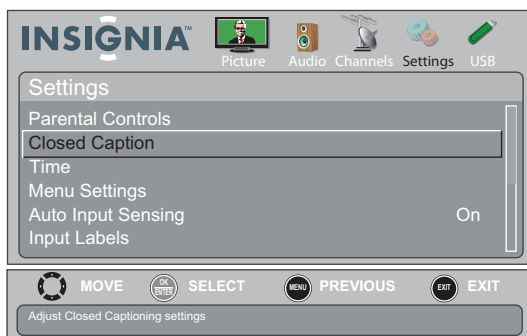 INSIGNIA™
Picture Audio Channels Settings USB
Settings
Parental Controls
Closed Caption
Time
Menu Settings
Auto Input Sensing On
Input Labels
MOVE OK ENTER SELECT MENU PREVIOUS EXIT EXIT
Adjust Closed Captioning settings